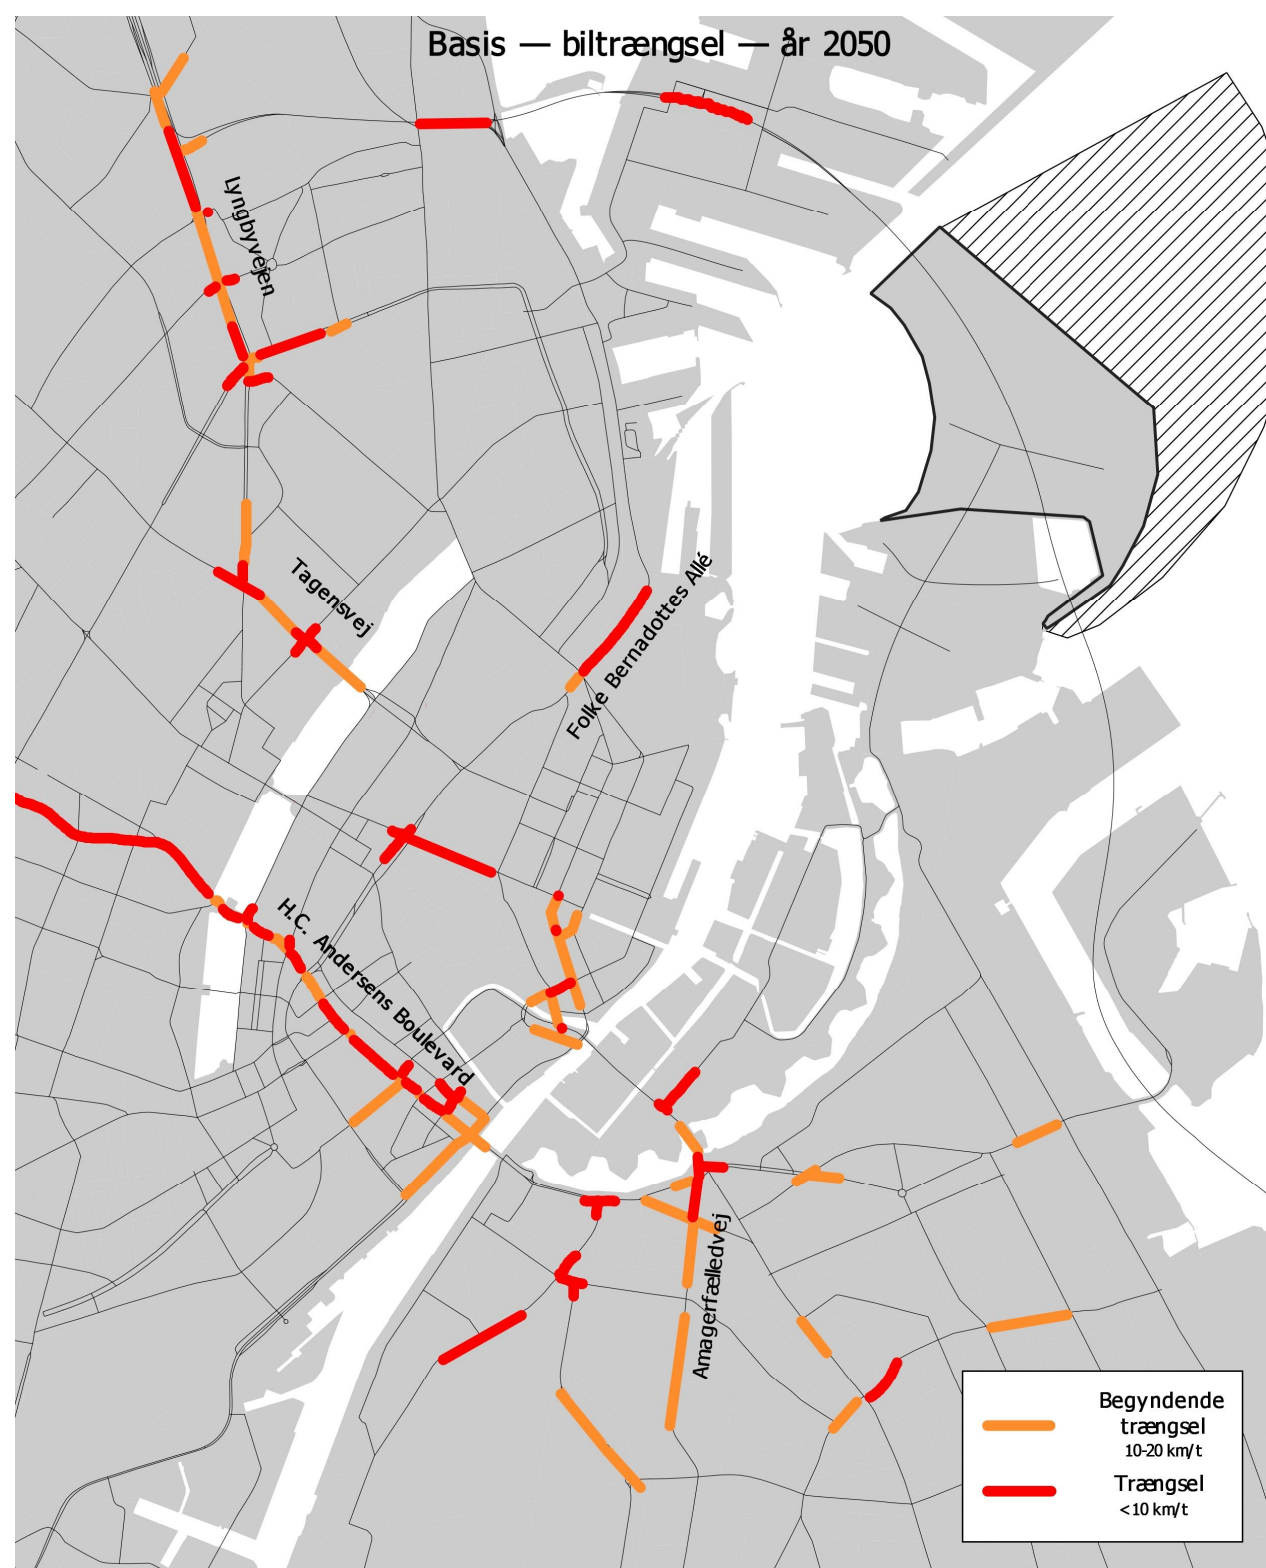 Basis — biltrængsel — år 2050
Lyngbyvejen
Tagensvej
Folke Bernadottes Allé
H.C. Andersens Boulevard
Amagerfælledvej
Begyndende
trængsel
10-20 km/t
Trængsel
<10 km/t